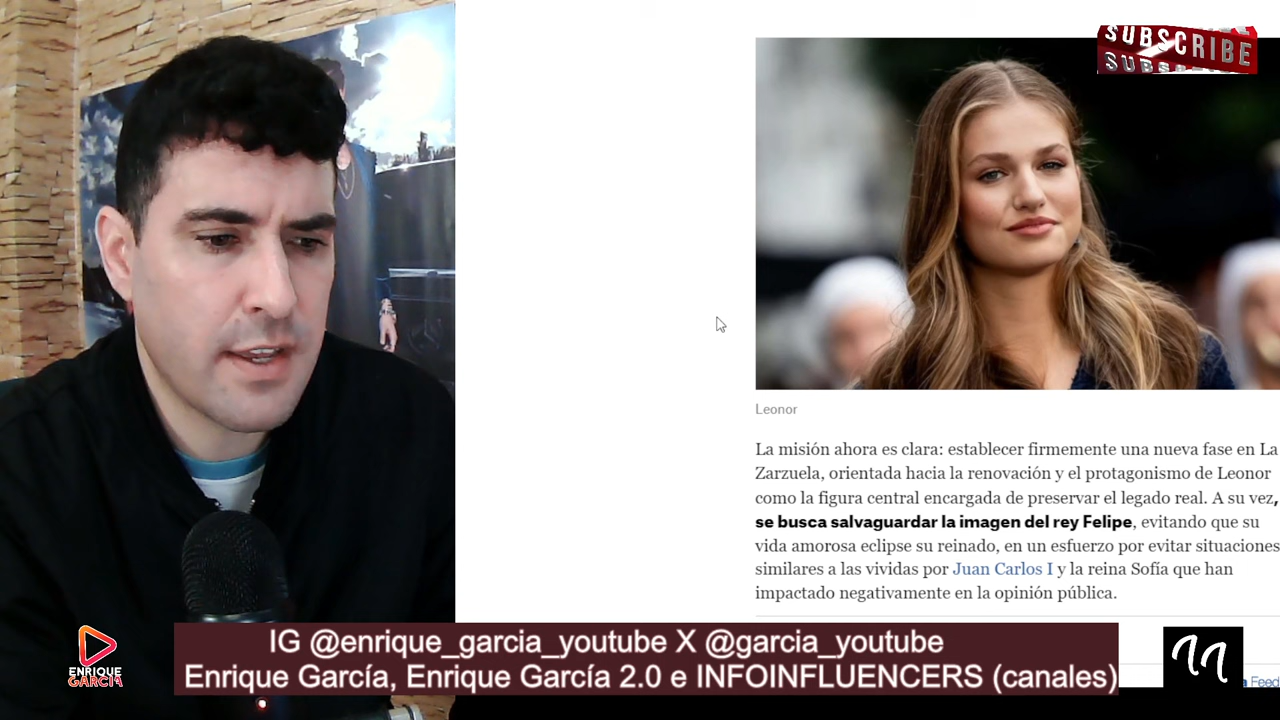 SUBSCRIBE
SUBS
Leonor
La misión ahora es clara: establecer firmemente una nueva fase en La
Zarzuela, orientada hacia la renovación y el protagonismo de Leonor
como la figura central encargada de preservar el legado real. A su vez,
se busca salvaguardar la imagen del rey Felipe, evitando que su
vida amorosa eclipse su reinado, en un esfuerzo por evitar situaciones
similares a las vividas por Juan Carlos I y la reina Sofía que han
impactado negativamente en la opinión pública.
IG @enrique_garcia_youtube X @garcia_youtube
Enrique García, Enrique García 2.0 e INFOINFLUENCERS (canales)
ENRIQUE
GARCÍA
a Feed